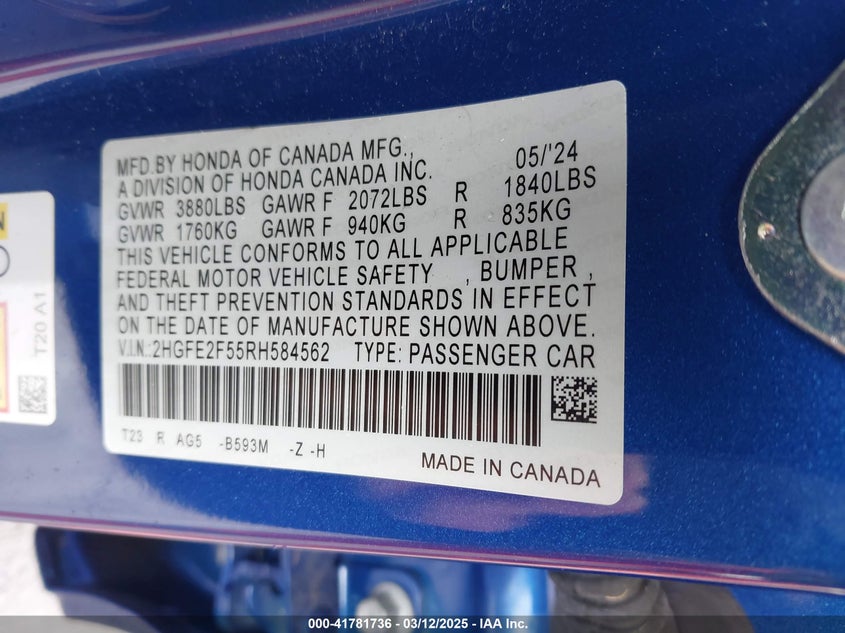 MFD.BY HONDA OF CANADA MFG., 05/'24
A DIVISION OF HONDA CANADA INC.
GVWR 3880LBS GAWR F 2072LBS R 1840LBS
GVWR 1760KG GAWR F 940KG R 835KG
THIS VEHICLE CONFORMS TO ALL APPLICABLE
FEDERAL MOTOR VEHICLE SAFETY , BUMPER ,
AND THEFT PREVENTION STANDARDS IN EFFECT
ON THE DATE OF MANUFACTURE SHOWN ABOVE.
V.I.N.:2HGFE2F55RH584562 TYPE: PASSENGER CAR
T23 R AG5 -B593M -Z -H
MADE IN CANADA
T20 A1
000-41781736 - 03/12/2025 - IAA Inc.